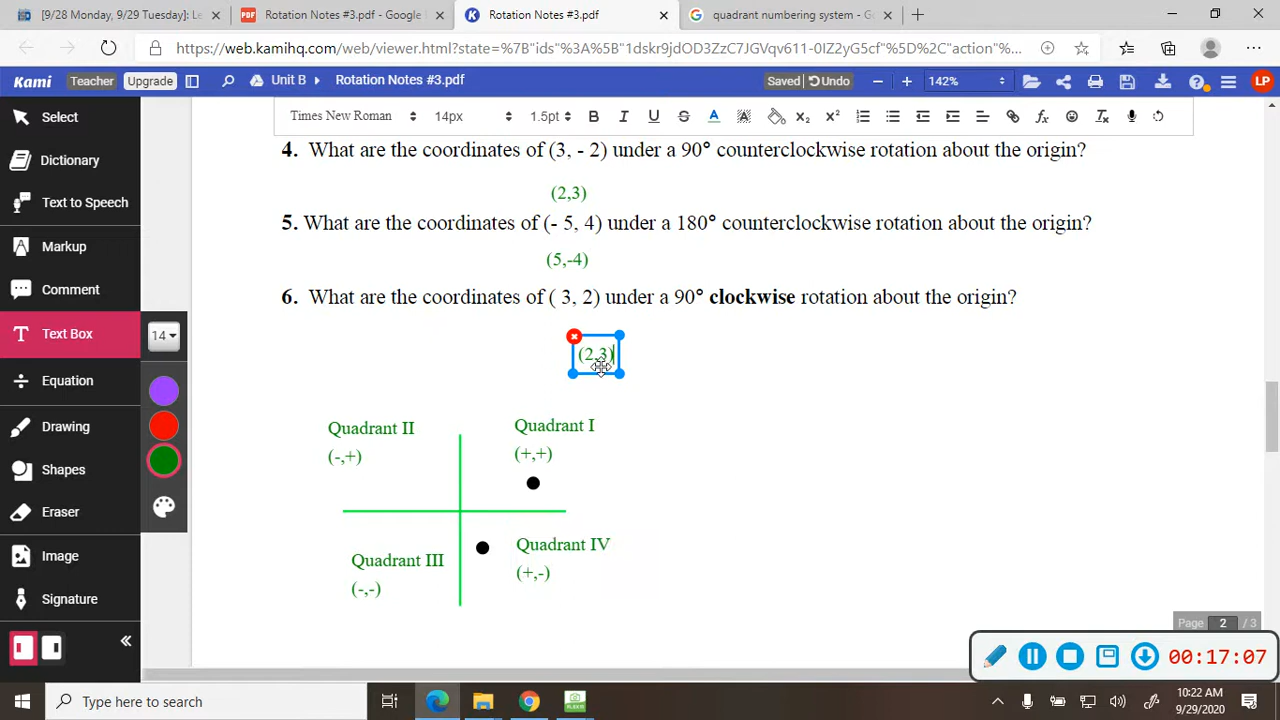 [9/28 Monday, 9/29 Tuesday]: Le
Rotation Notes #3.pdf - Google
Rotation Notes #3.pdf
quadrant numbering system - Go
https://web.kamihq.com/web/viewer.html?state=%7B"ids"%3A%5B"1dskr9jdOD3ZzC7JGVqv611-0IZ2yG5cf"%5D%2C"action"...
Kami Teacher Upgrade Unit B Rotation Notes #3.pdf Saved Undo 142% LP
Times New Roman 14px 1.5pt B I U S A A
Select
Dictionary
Text to Speech
Markup
Comment
Text Box 14
Equation
Drawing
Shapes
Eraser
Image
Signature
4. What are the coordinates of (3, - 2) under a 90° counterclockwise rotation about the origin?
(2,3)
5. What are the coordinates of (- 5, 4) under a 180° counterclockwise rotation about the origin?
(5,-4)
6. What are the coordinates of ( 3, 2) under a 90° clockwise rotation about the origin?
(2,3)
Quadrant II
(-,+)
Quadrant I
(+,+)
Quadrant III
(-,-)
Quadrant IV
(+,-)
Page 2 / 3
00:17:07
Type here to search
10:22 AM
9/29/2020